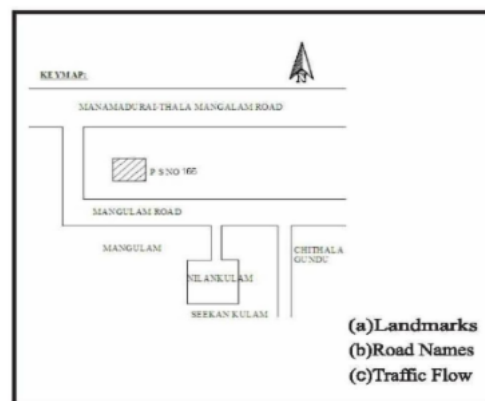 KEYMAP:
N
MANAMADURAI-THALA MANGALAM ROAD
P S NO 166
MANGULAM ROAD
MANGULAM
CHITHALA
GUNDU
NILANKULAM
SEEKAN KULAM
(a)Landmarks
(b)Road Names
(c)Traffic Flow